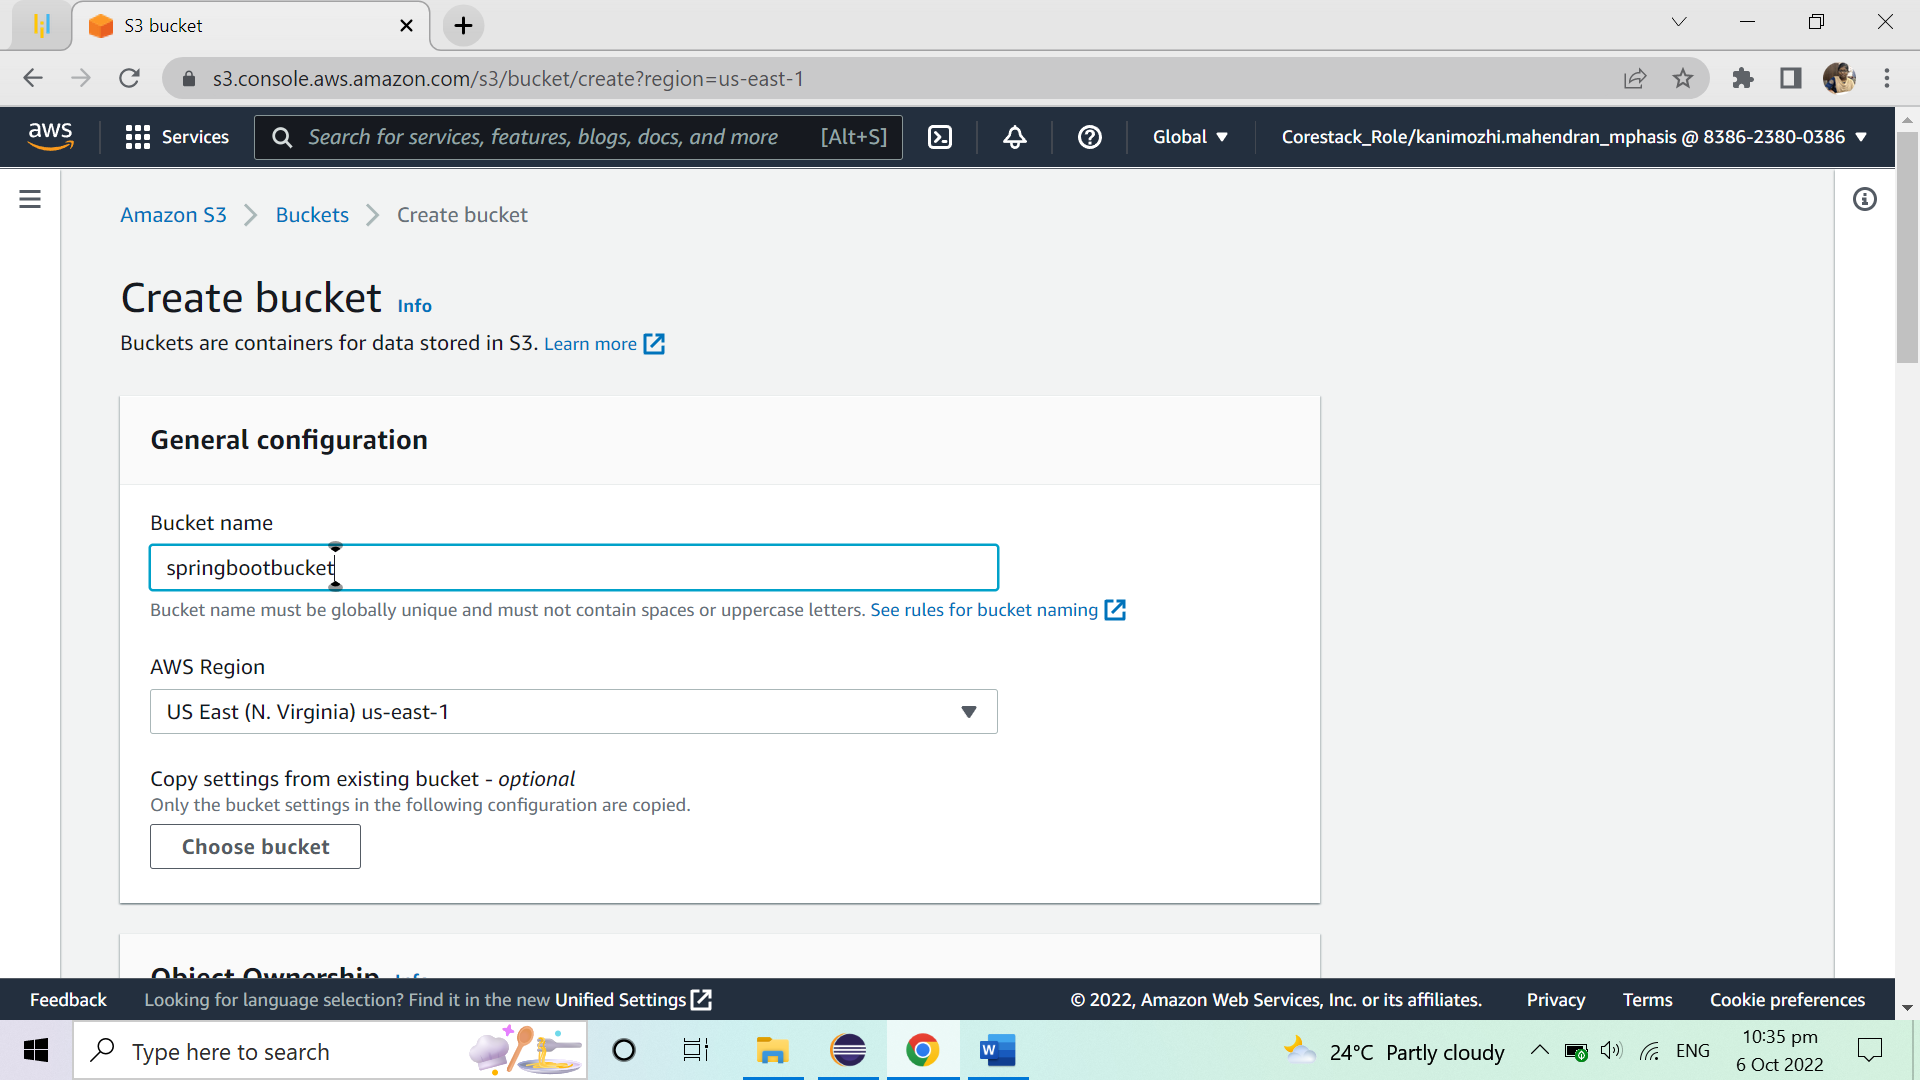 S3 bucket
s3.console.aws.amazon.com/s3/bucket/create?region=us-east-1
aws
Services
Search for services, features, blogs, docs, and more [Alt+S]
Global
Corestack_Role/kanimozhi.mahendran_mphasis @ 8386-2380-0386
Amazon S3
Buckets
Create bucket
Create bucket Info
Buckets are containers for data stored in S3. Learn more
General configuration
Bucket name
springbootbucket
Bucket name must be globally unique and must not contain spaces or uppercase letters. See rules for bucket naming
AWS Region
US East (N. Virginia) us-east-1
Copy settings from existing bucket - optional
Only the bucket settings in the following configuration are copied.
Choose bucket
Object Ownership Info
Feedback
Looking for language selection? Find it in the new Unified Settings
© 2022, Amazon Web Services, Inc. or its affiliates.
Privacy
Terms
Cookie preferences
Type here to search
24°C Partly cloudy
ENG
10:35 pm
6 Oct 2022